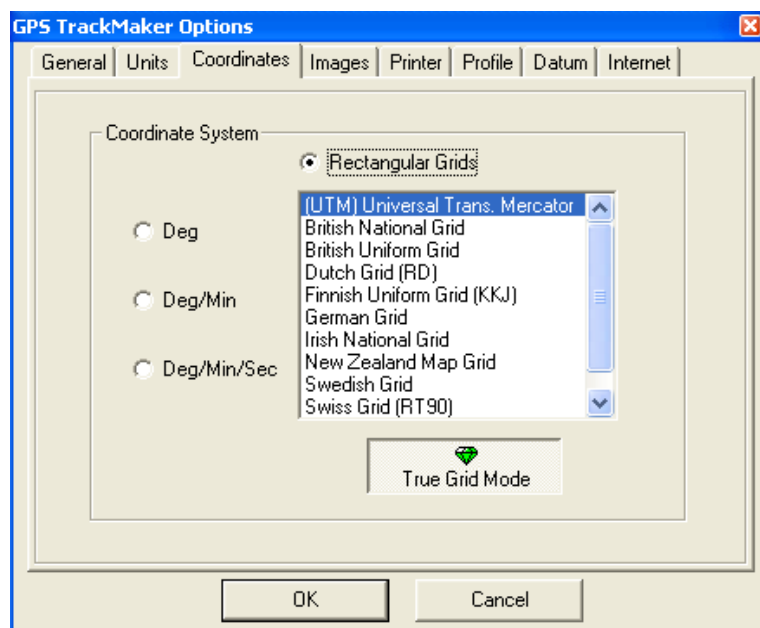 GPS TrackMaker Options
General Units Coordinates Images Printer Profile Datum Internet
Coordinate System
Rectangular Grids
Deg
Deg/Min
Deg/Min/Sec
(UTM) Universal Trans. Mercator
British National Grid
British Uniform Grid
Dutch Grid (RD)
Finnish Uniform Grid (KKJ)
German Grid
Irish National Grid
New Zealand Map Grid
Swedish Grid
Swiss Grid (RT90)
True Grid Mode
OK Cancel